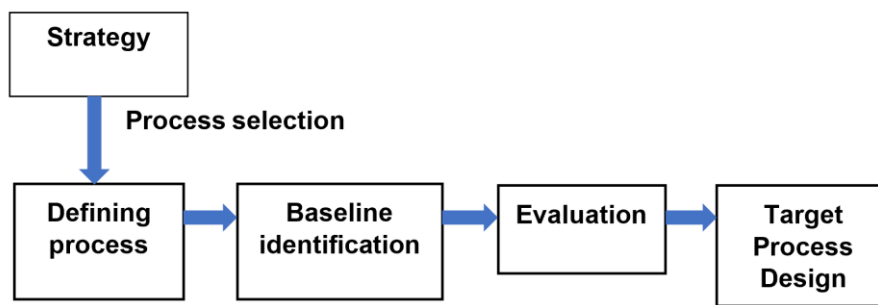 Strategy
Process selection
Defining
process
Baseline
identification
Evaluation
Target
Process
Design